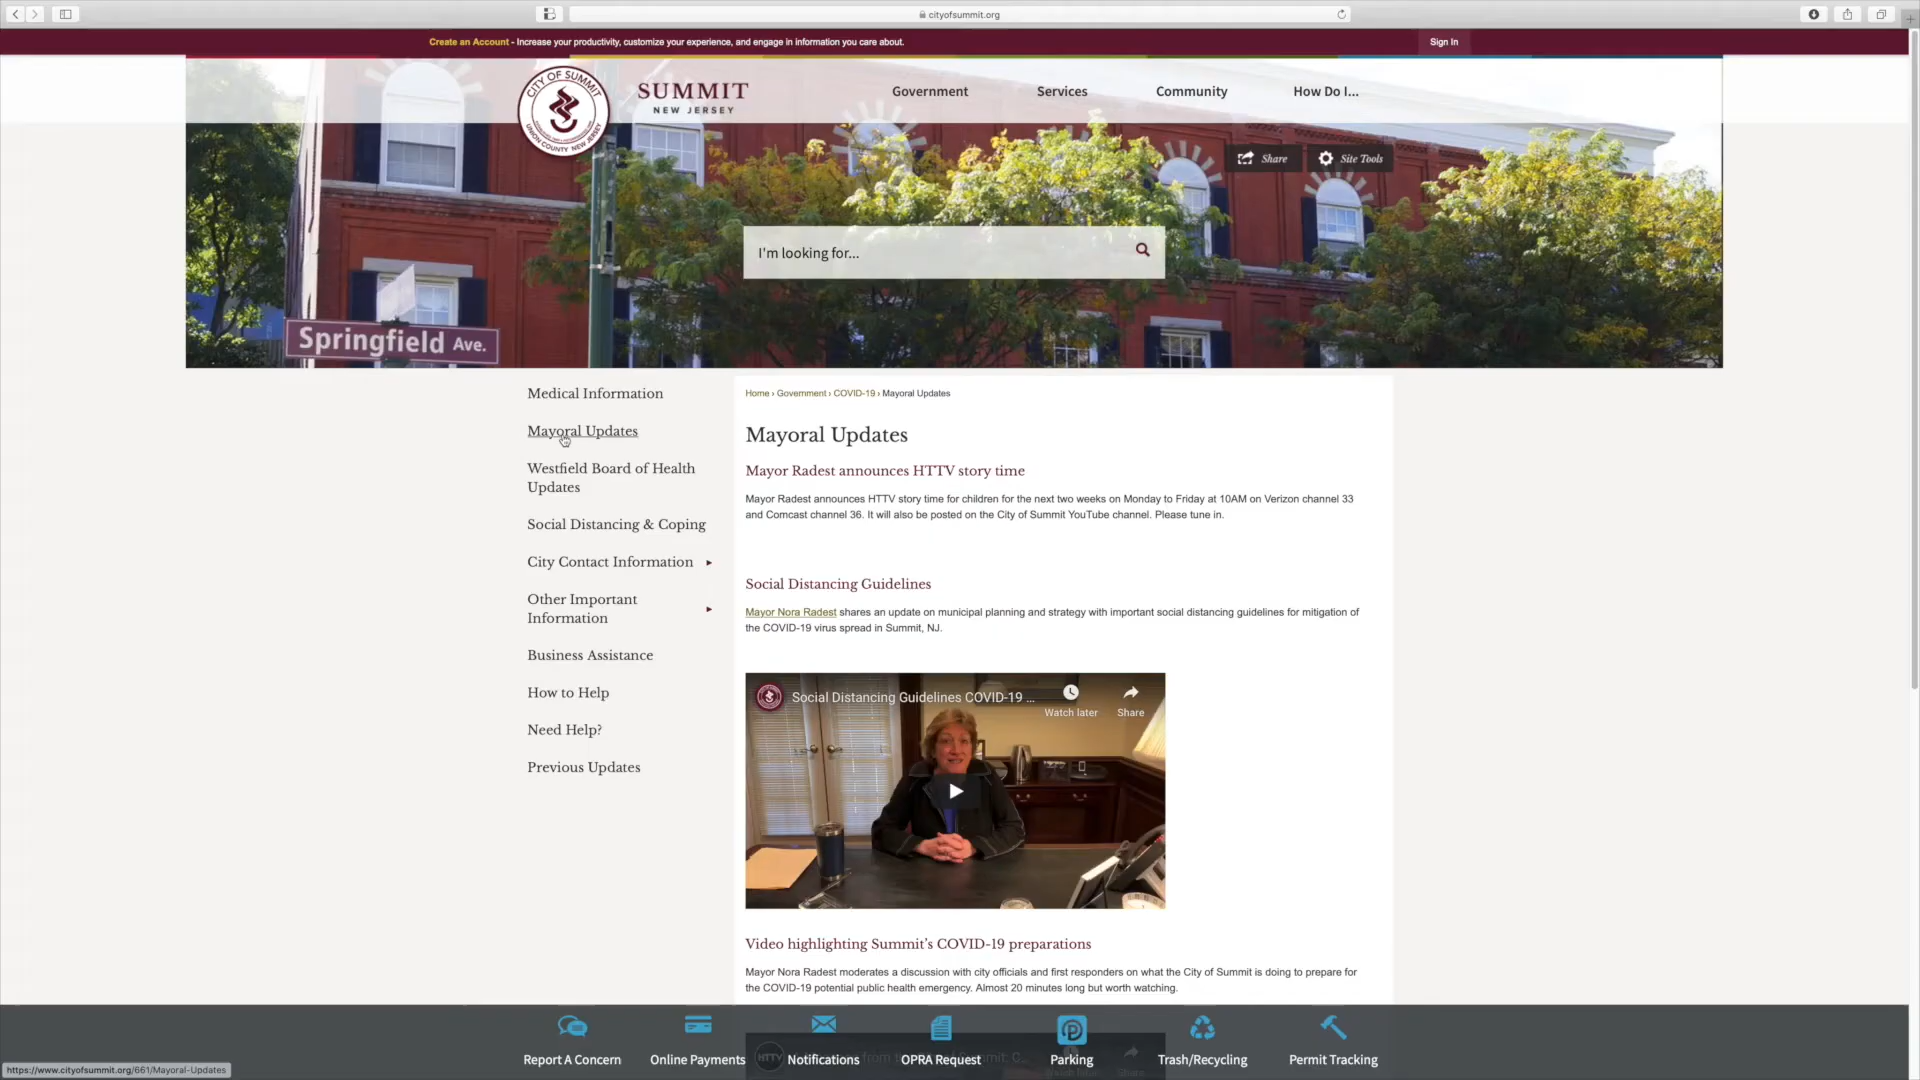 cityofsummit.org
Create an Account - Increase your productivity, customize your experience, and engage in information you care about.
Sign In
CITY OF SUMMIT
UNION COUNTY NEW JERSEY
SUMMIT
NEW JERSEY
Government
Services
Community
How Do I...
Share
Site Tools
I'm looking for...
Springfield Ave.
Medical Information
Mayoral Updates
Westfield Board of Health
Updates
Social Distancing & Coping
City Contact Information
Other Important
Information
Business Assistance
How to Help
Need Help?
Previous Updates
Home › Government › COVID-19 › Mayoral Updates
Mayoral Updates
Mayor Radest announces HTTV story time
Mayor Radest announces HTTV story time for children for the next two weeks on Monday to Friday at 10AM on Verizon channel 33
and Comcast channel 36. It will also be posted on the City of Summit YouTube channel. Please tune in.
Social Distancing Guidelines
Mayor Nora Radest shares an update on municipal planning and strategy with important social distancing guidelines for mitigation of
the COVID-19 virus spread in Summit, NJ.
Social Distancing Guidelines COVID-19 ...
Watch later
Share
Video highlighting Summit's COVID-19 preparations
Mayor Nora Radest moderates a discussion with city officials and first responders on what the City of Summit is doing to prepare for
the COVID-19 potential public health emergency. Almost 20 minutes long but worth watching.
HTTV
Report A Concern
Online Payments
Notifications
OPRA Request
Parking
Trash/Recycling
Permit Tracking
https://www.cityofsummit.org/661/Mayoral-Updates